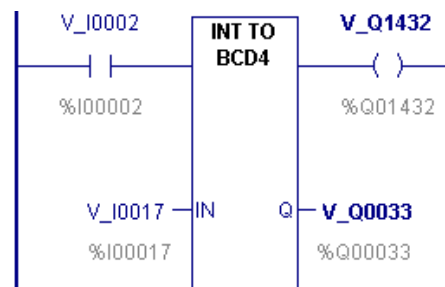 V_I0002 INT TO V_Q1432
BCD4
%I00002 %Q01432
V_I0017 IN Q V_Q0033
%I00017 %Q00033